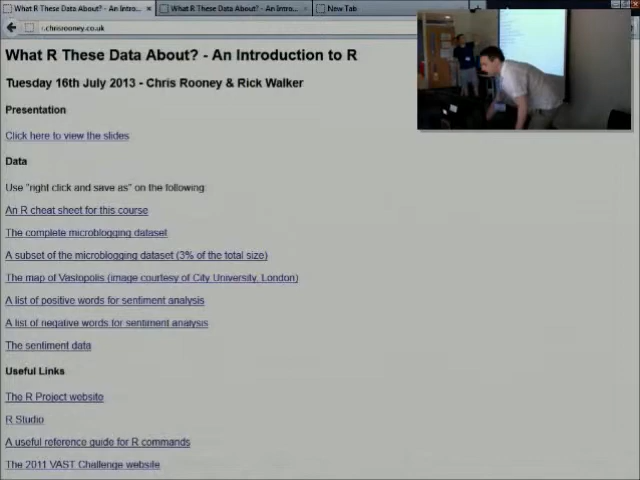 What R These Data About? - An Intro...
What R These Data About? - An Intro...
New Tab
r.chrisrooney.co.uk
What R These Data About? - An Introduction to R
Tuesday 16th July 2013 - Chris Rooney & Rick Walker
Presentation
Click here to view the slides
Data
Use "right click and save as" on the following:
An R cheat sheet for this course
The complete microblogging dataset
A subset of the microblogging dataset (3% of the total size)
The map of Vastopolis (image courtesy of City University, London)
A list of positive words for sentiment analysis
A list of negative words for sentiment analysis
The sentiment data
Useful Links
The R Project website
R Studio
A useful reference guide for R commands
The 2011 VAST Challenge website